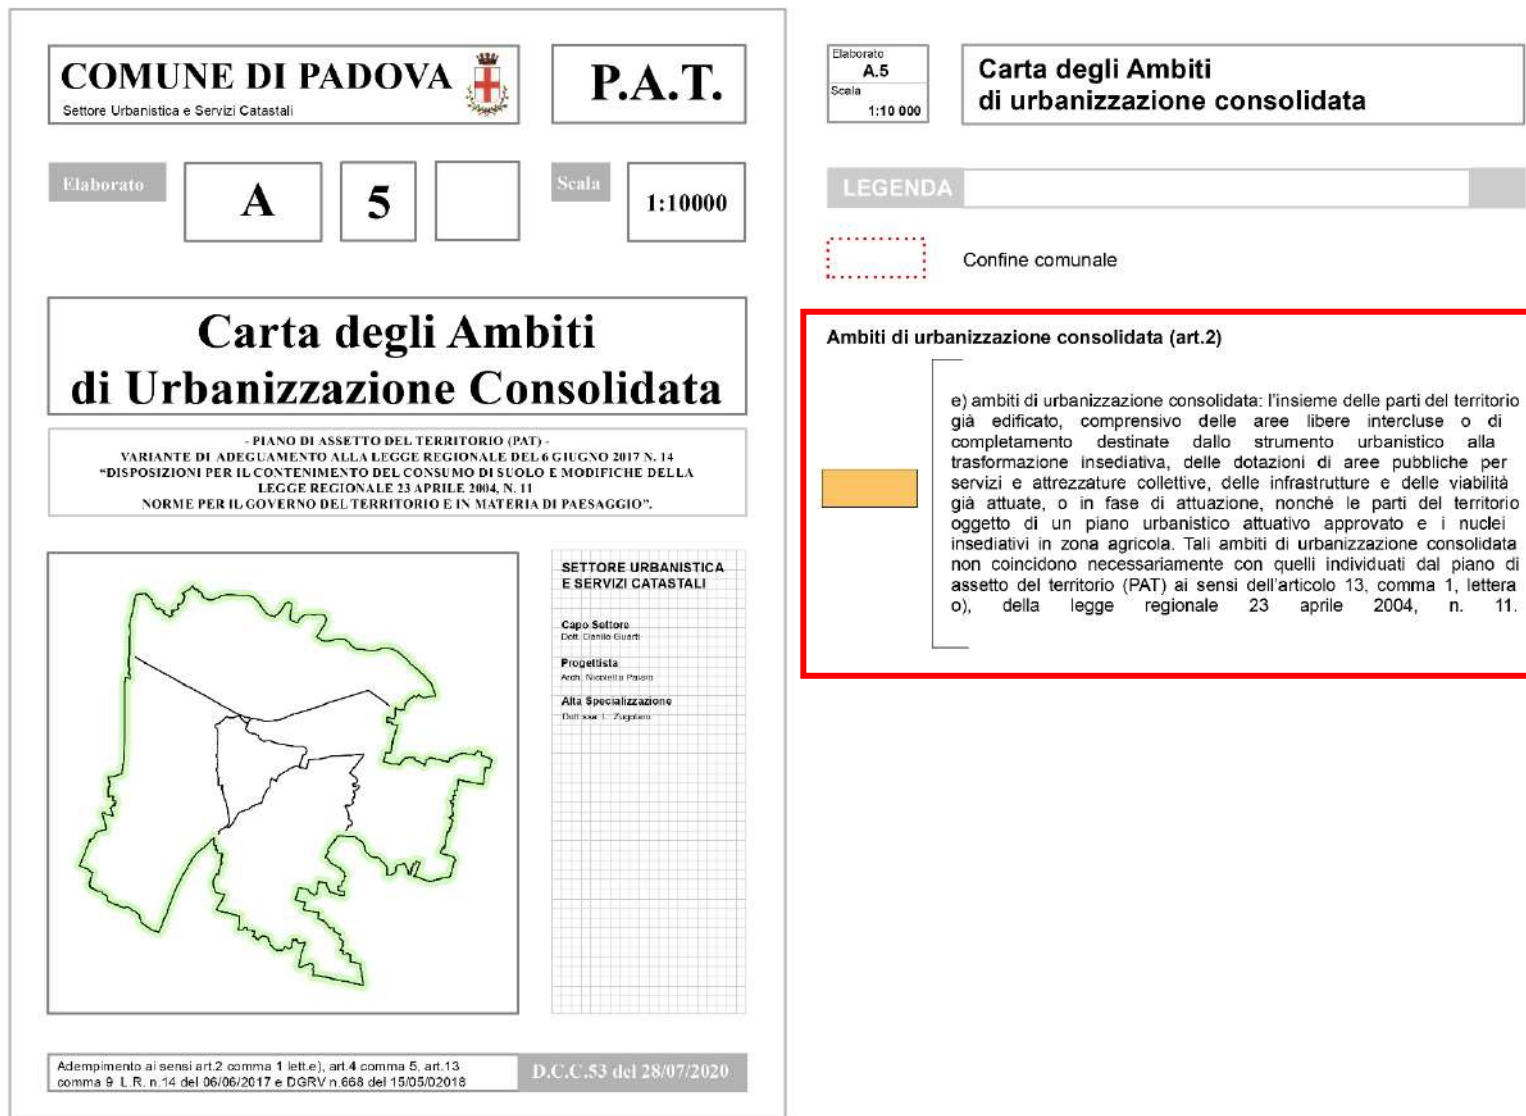 COMUNE DI PADOVA
Settore Urbanistica e Servizi Catastali
P.A.T.
Elaborato
A
5
Scala
1:10000
Carta degli Ambiti
di Urbanizzazione Consolidata
- PIANO DI ASSETTO DEL TERRITORIO (PAT) -
VARIANTE DI ADEGUAMENTO ALLA LEGGE REGIONALE DEL 6 GIUGNO 2017 N. 14
“DISPOSIZIONI PER IL CONTENIMENTO DEL CONSUMO DI SUOLO E MODIFICHE DELLA
LEGGE REGIONALE 23 APRILE 2004, N. 11
NORME PER IL GOVERNO DEL TERRITORIO E IN MATERIA DI PAESAGGIO”.
SETTORE URBANISTICA
E SERVIZI CATASTALI
Capo Settore
Dott. Danilo Guarti
Progettista
Arch. Nicoletta
Alta Specializzazione
Dott.ssa L. Zugolaro
Adempimento ai sensi art.2 comma 1 lett.e), art.4 comma 5, art.13
comma 9 L.R. n.14 del 06/06/2017 e DGRV n.668 del 15/05/02018
D.C.C.53 del 28/07/2020
Elaborato
A.5
Scala
1:10 000
Carta degli Ambiti
di urbanizzazione consolidata
LEGENDA
Confine comunale
Ambiti di urbanizzazione consolidata (art.2)
e) ambiti di urbanizzazione consolidata: l'insieme delle parti del territorio
già edificato, comprensivo delle aree libere intercluse o di
completamento destinate dallo strumento urbanistico alla
trasformazione insediativa, delle dotazioni di aree pubbliche per
servizi e attrezzature collettive, delle infrastrutture e delle viabilità
già attuate, o in fase di attuazione, nonché le parti del territorio
oggetto di un piano urbanistico attuativo approvato e i nuclei
insediativi in zona agricola. Tali ambiti di urbanizzazione consolidata
non coincidono necessariamente con quelli individuati dal piano di
assetto del territorio (PAT) ai sensi dell'articolo 13, comma 1, lettera
o), della legge regionale 23 aprile 2004, n. 11.